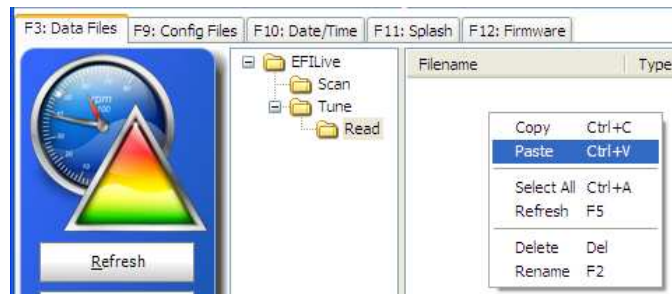 F3: Data Files F9: Config Files F10: Date/Time F11: Splash F12: Firmware
EFILive
Scan
Tune
Read
Filename Type
Copy Ctrl+C
Paste Ctrl+V
Select All Ctrl+A
Refresh F5
Delete Del
Rename F2
rpm
Refresh